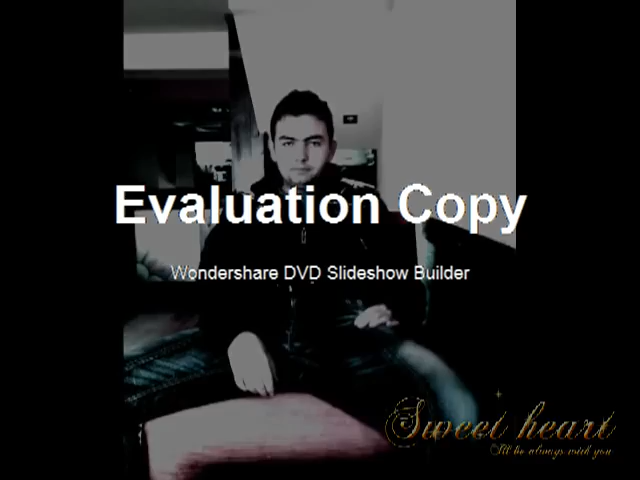 Evaluation Copy
Wondershare DVD Slideshow Builder
Sweet heart
I'll be always with you